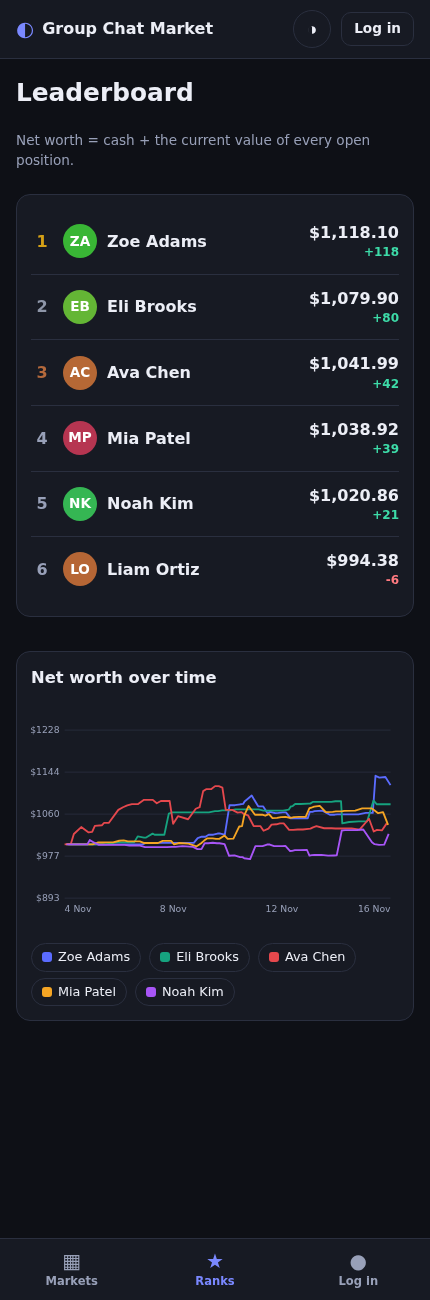 Group Chat Market
Log in
Leaderboard
Net worth = cash + the current value of every open
position.
1 ZA Zoe Adams $1,118.10
+118
2 EB Eli Brooks $1,079.90
+80
3 AC Ava Chen $1,041.99
+42
4 MP Mia Patel $1,038.92
+39
5 NK Noah Kim $1,020.86
+21
6 LO Liam Ortiz $994.38
-6
Net worth over time
$1228
$1144
$1060
$977
$893
4 Nov 8 Nov 12 Nov 16 Nov
Zoe Adams Eli Brooks Ava Chen
Mia Patel Noah Kim
Markets Ranks Log in